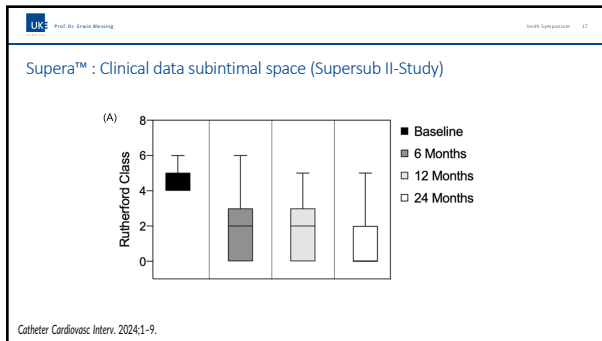 UKE Prof. Dr. Erwin Blessing
Veith Symposium 17
Supera™ : Clinical data subintimal space (Supersub II-Study)
(A)
8
6
4
2
0
Rutherford Class
Baseline
6 Months
12 Months
24 Months
Catheter Cardiovasc Interv. 2024;1–9.